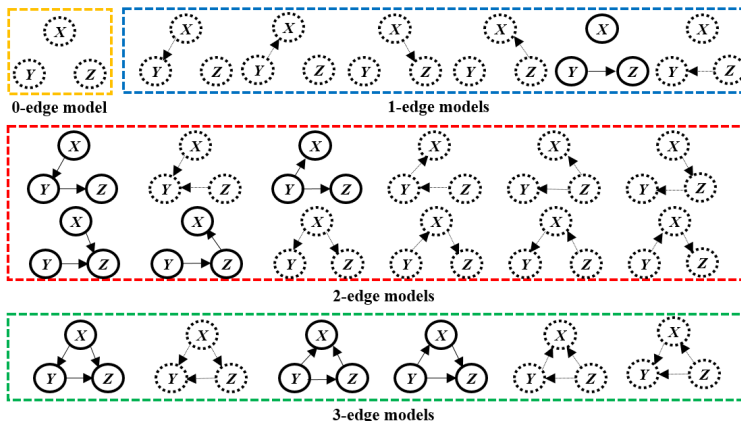 X X X X X X X
Y Z Y Z Y Z Y Z Y Z Y Z Y Z
0-edge model 1-edge models
X X X X X X
Y Z Y Z Y Z Y Z Y Z Y Z
X X X X X X
Y Z Y Z Y Z Y Z Y Z Y Z
2-edge models
X X X X X X
Y Z Y Z Y Z Y Z Y Z Y Z
3-edge models